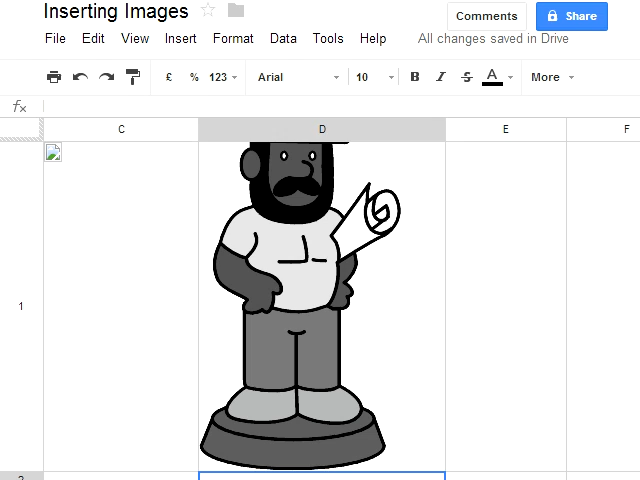 Inserting Images
Comments
Share
File Edit View Insert Format Data Tools Help All changes saved in Drive
£ % 123 Arial 10 B I S A More
fx
C D E F
1
2